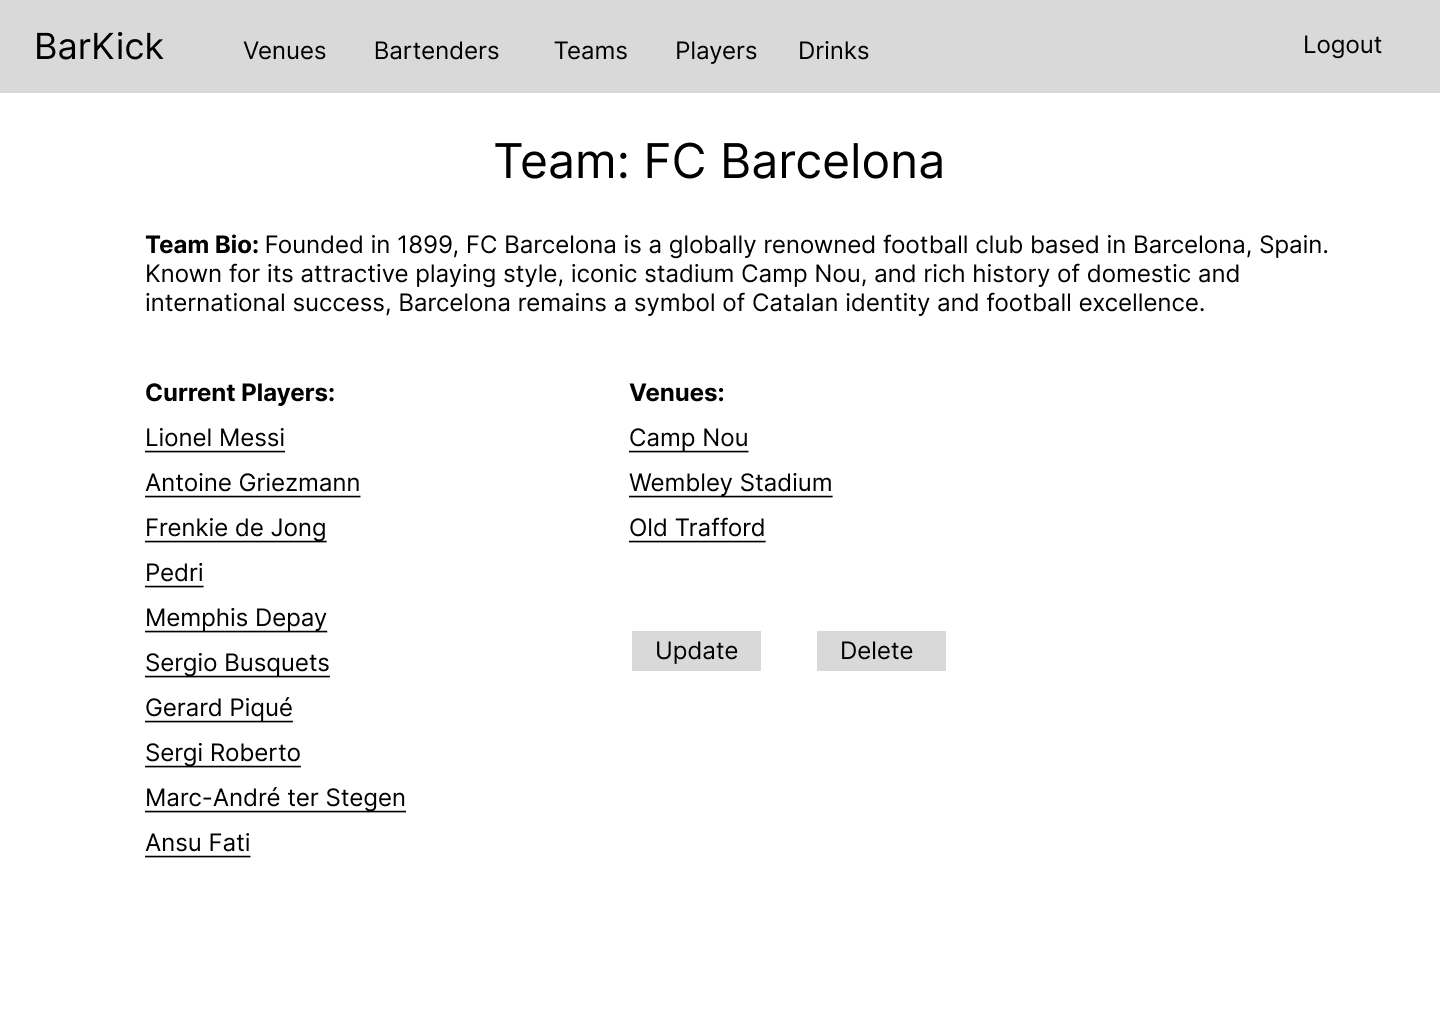 BarKick Venues Bartenders Teams Players Drinks Logout
Team: FC Barcelona
Team Bio: Founded in 1899, FC Barcelona is a globally renowned football club based in Barcelona, Spain.
Known for its attractive playing style, iconic stadium Camp Nou, and rich history of domestic and
international success, Barcelona remains a symbol of Catalan identity and football excellence.
Current Players:
Lionel Messi
Antoine Griezmann
Frenkie de Jong
Pedri
Memphis Depay
Sergio Busquets
Gerard Piqué
Sergi Roberto
Marc-André ter Stegen
Ansu Fati
Venues:
Camp Nou
Wembley Stadium
Old Trafford
Update Delete